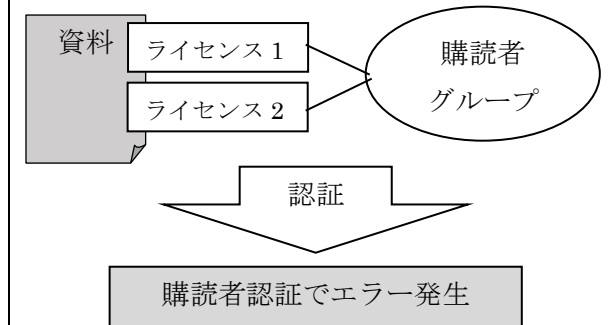 資料
ライセンス 1
ライセンス 2
購読者
グループ
認証
購読者認証でエラー発生